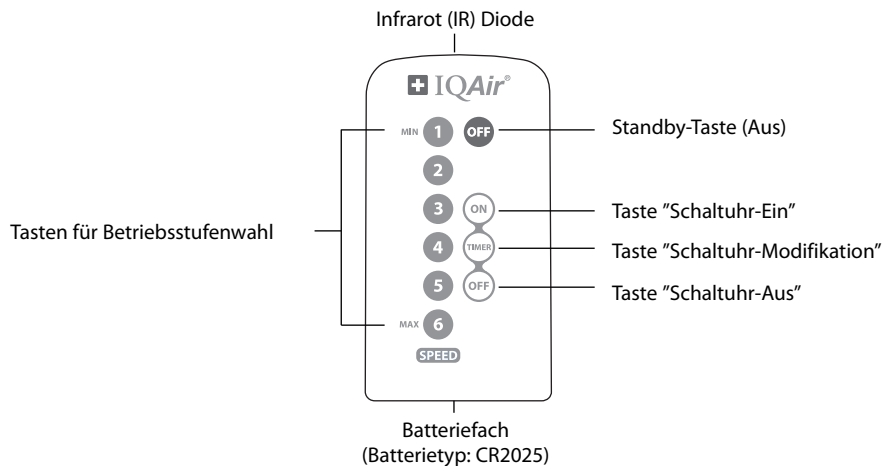 Infrarot (IR) Diode
IQAir®
MIN 1 OFF
Standby-Taste (Aus)
2
3 ON
Taste ”Schaltuhr-Ein”
Tasten für Betriebsstufenwahl
4 TIMER
Taste ”Schaltuhr-Modifikation”
5 OFF
Taste ”Schaltuhr-Aus”
MAX 6
SPEED
Batteriefach
(Batterietyp: CR2025)